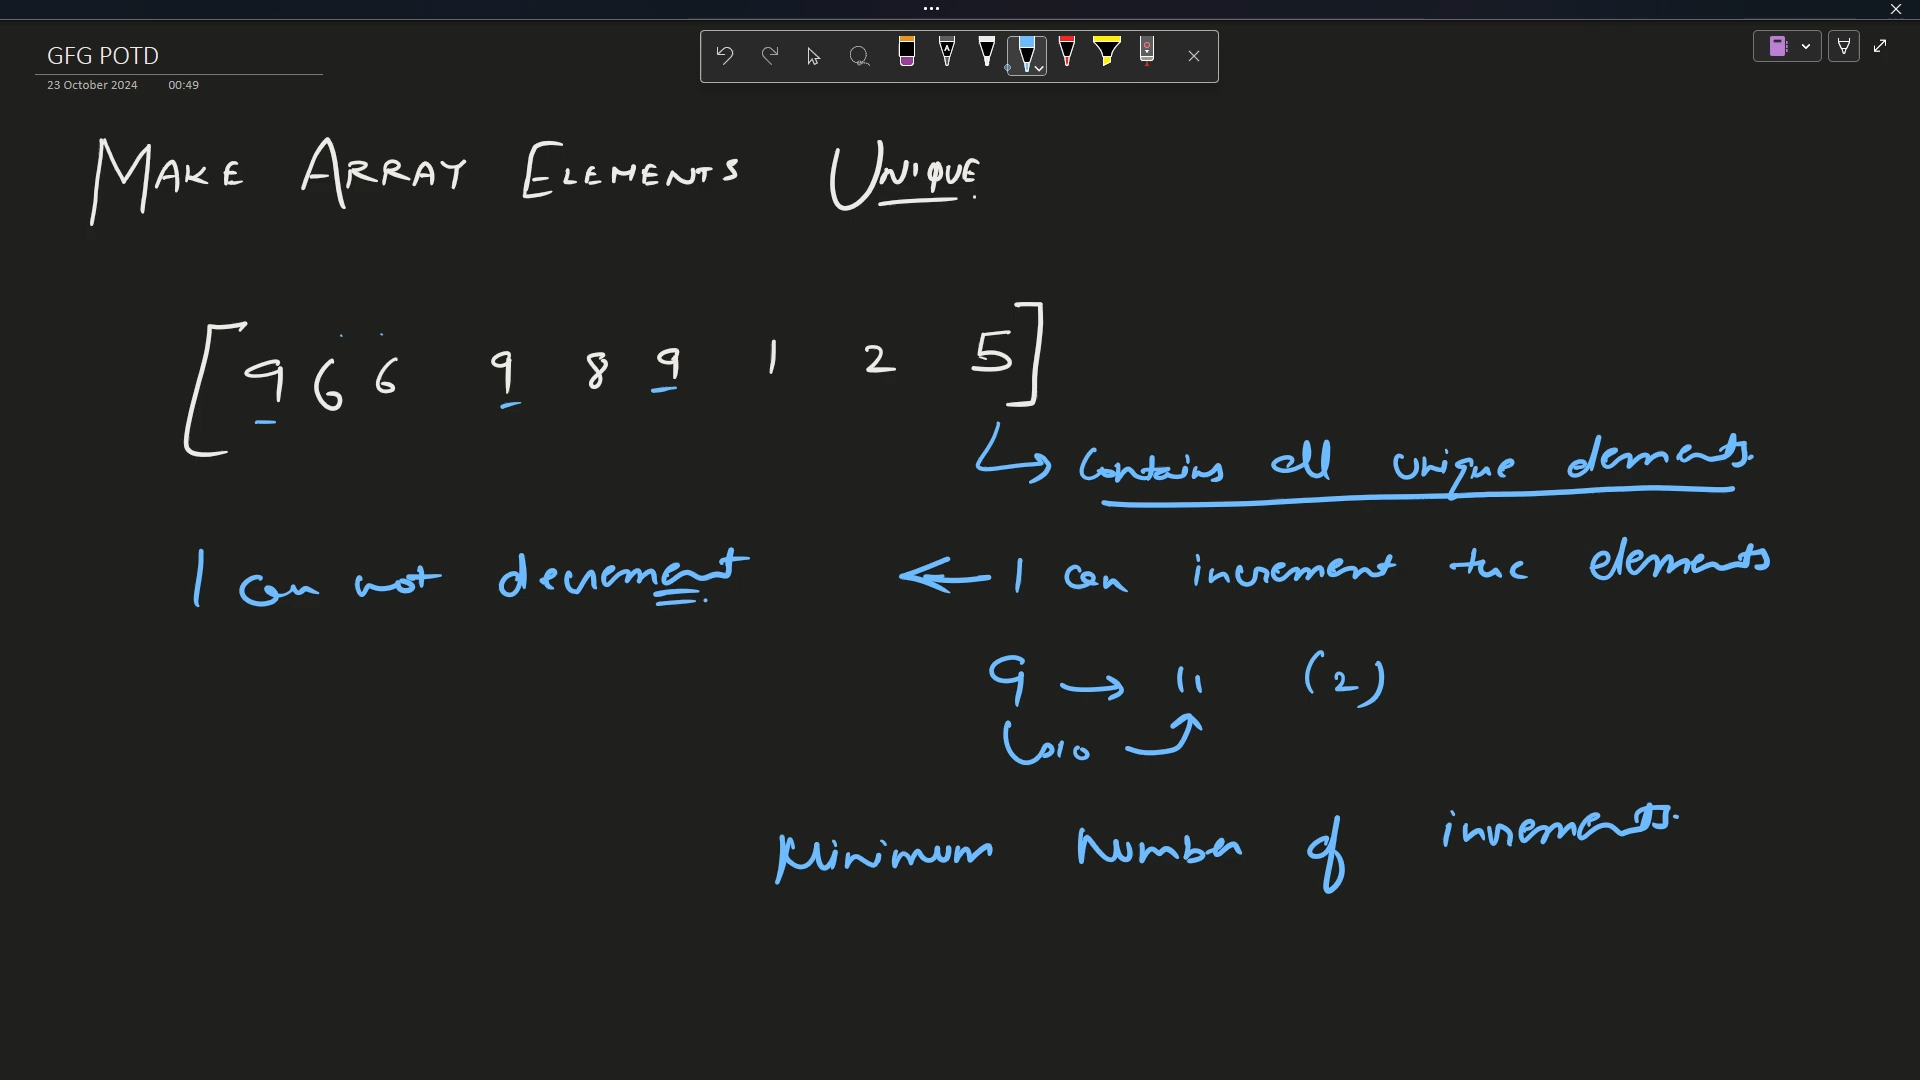 GFG POTD
23 October 2024 00:49
MAKE ARRAY ELEMENTS UNIQUE.
[9 6 6 9 8 9 1 2 5]
Contains all unique elements.
I can not decrement. ← I can increment the elements
9 → 11 (2)
10
Minimum Number of increments.